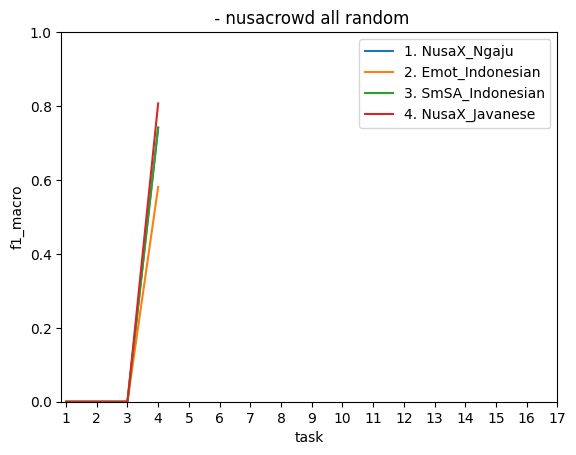 - nusacrowd all random
1. NusaX_Ngaju
2. Emot_Indonesian
3. SmSA_Indonesian
4. NusaX_Javanese
f1_macro
1.0
0.8
0.6
0.4
0.2
0.0
1 2 3 4 5 6 7 8 9 10 11 12 13 14 15 16 17
task